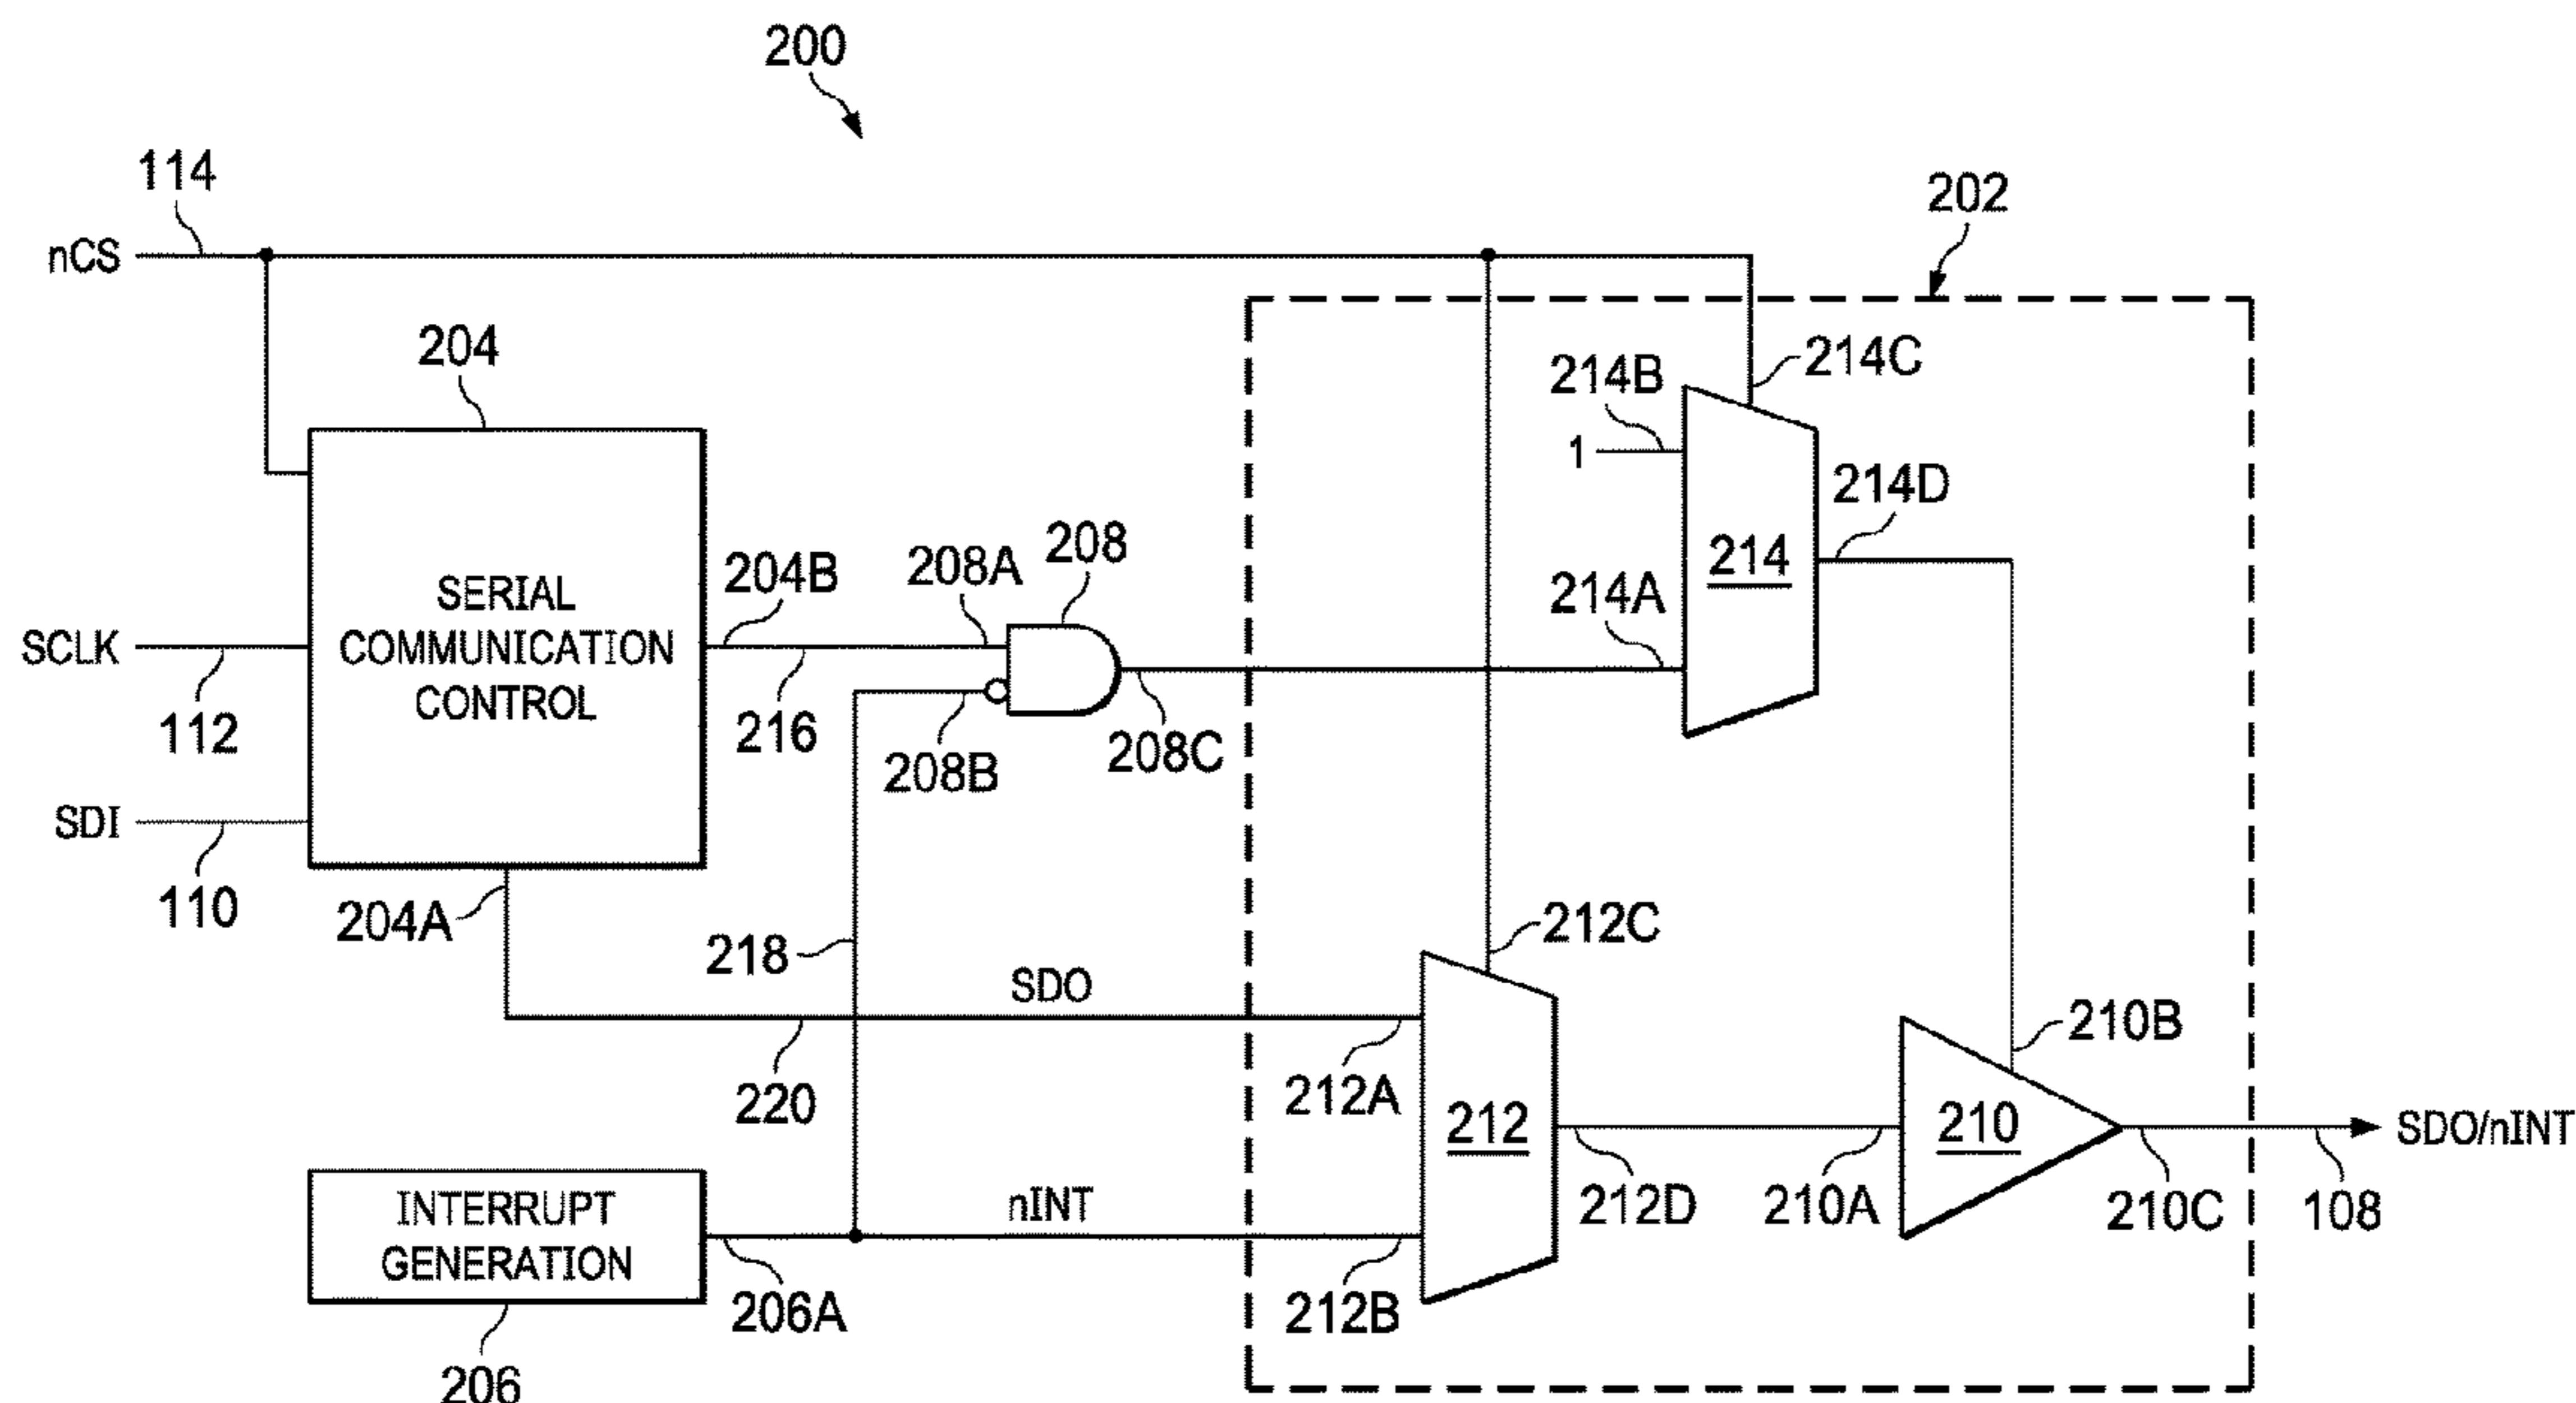 200
114
nCS
202
204
214B
214C
1
214D
214
214A
SERIAL
COMMUNICATION
CONTROL
204B
208A
208
SCLK
112
216
208B
208C
SDI
110
204A
218
SDO
212C
220
212A
212
210B
210
SDO/nINT
INTERRUPT
GENERATION
nINT
206A
212B
212D
210A
210C
108
206